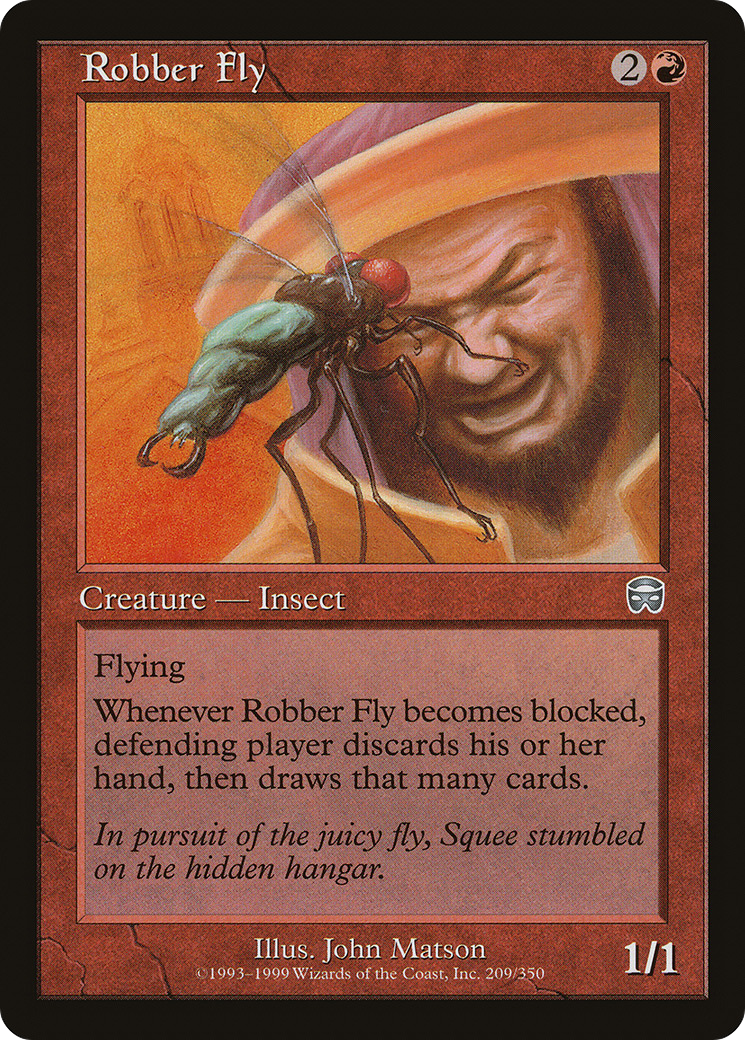 Robber Fly 2
Creature — Insect
Flying
Whenever Robber Fly becomes blocked,
defending player discards his or her
hand, then draws that many cards.
In pursuit of the juicy fly, Squee stumbled
on the hidden hangar.
Illus. John Matson
©1993–1999 Wizards of the Coast, Inc. 209/350
1/1